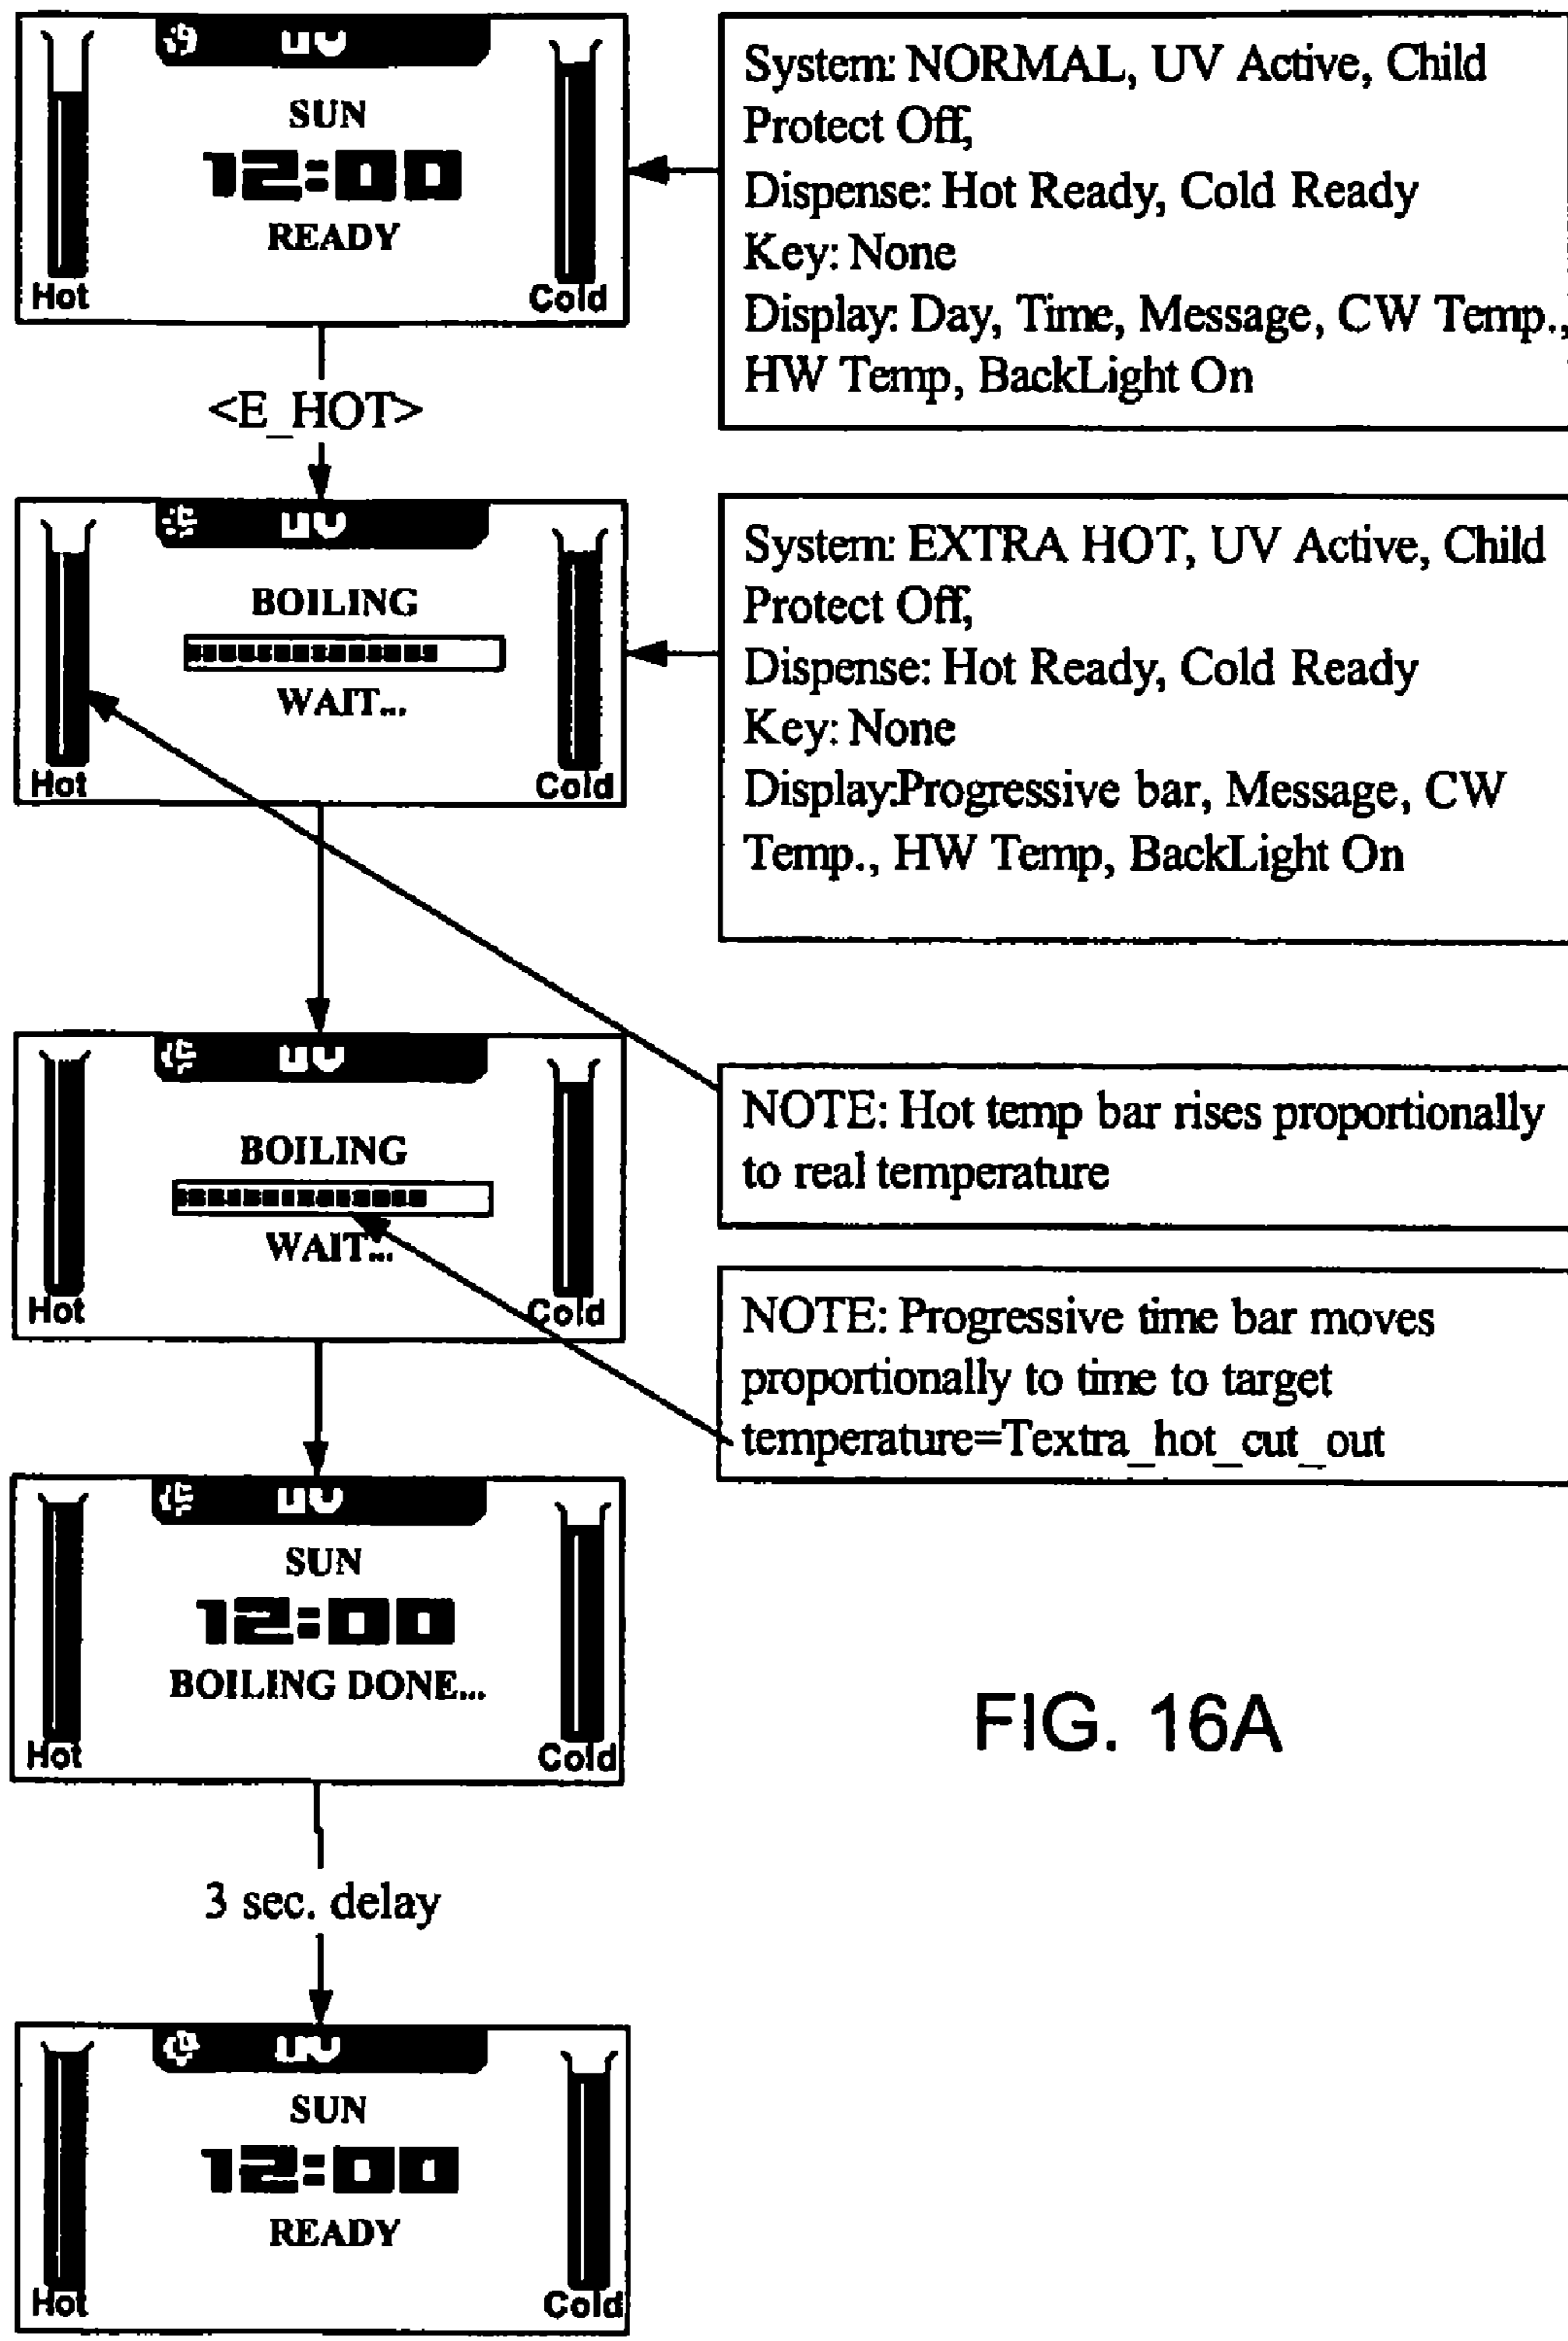 UV
SUN
12:00
READY
Hot
Cold
System: NORMAL, UV Active, Child
Protect Off,
Dispense: Hot Ready, Cold Ready
Key: None
Display: Day, Time, Message, CW Temp.,
HW Temp, BackLight On
<E_HOT>
UV
BOILING
WAIT...
Hot
Cold
System: EXTRA HOT, UV Active, Child
Protect Off,
Dispense: Hot Ready, Cold Ready
Key: None
Display:Progressive bar, Message, CW
Temp., HW Temp, BackLight On
UV
BOILING
WAIT...
Hot
Cold
NOTE: Hot temp bar rises proportionally
to real temperature
NOTE: Progressive time bar moves
proportionally to time to target
temperature=Textra_hot_cut_out
UV
SUN
12:00
BOILING DONE...
Hot
Cold
FIG. 16A
3 sec. delay
UV
SUN
12:00
READY
Hot
Cold